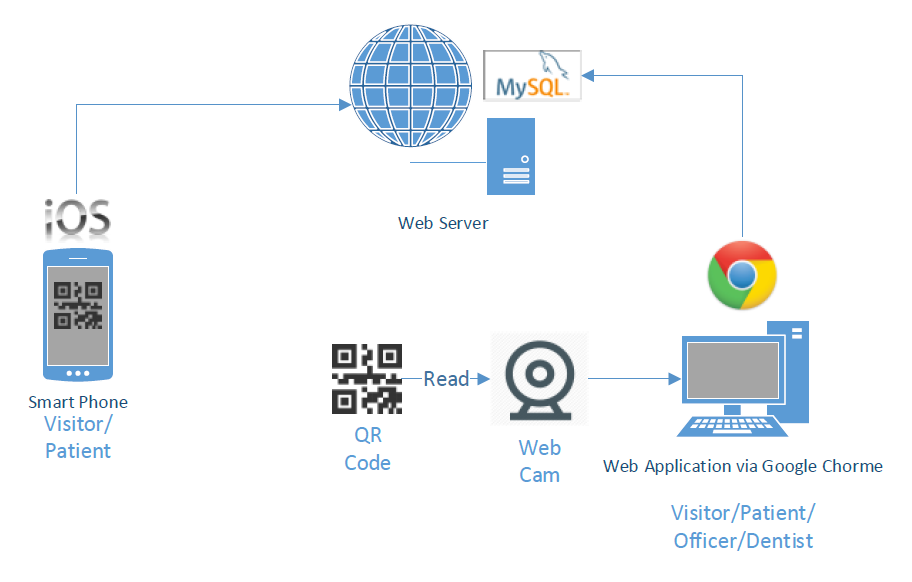 MySQL
Web Server
iOS
Smart Phone
Visitor/
Patient
QR
Code
Read
Web
Cam
Web Application via Google Chorme
Visitor/Patient/
Officer/Dentist